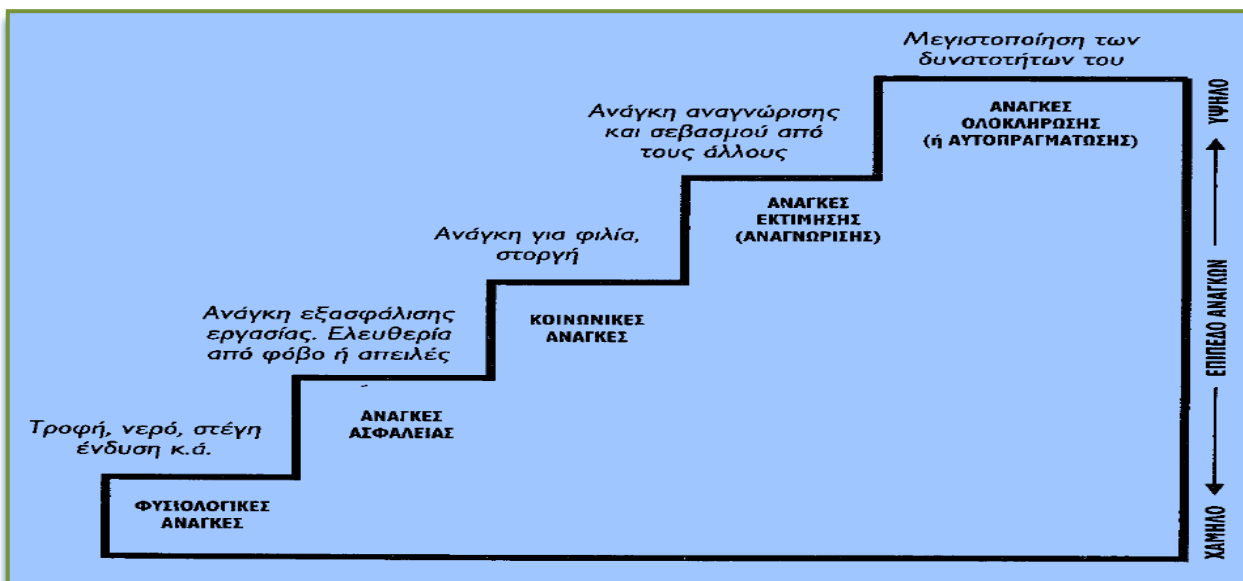 Μεγιστοποίηση των
δυνατοτήτων του
ΑΝΑΓΚΕΣ
ΟΛΟΚΛΗΡΩΣΗΣ
(ή ΑΥΤΟΠΡΑΓΜΑΤΩΣΗΣ)
Ανάγκη αναγνώρισης
και σεβασμού από
τους άλλους
ΑΝΑΓΚΕΣ
ΕΚΤΙΜΗΣΗΣ
(ΑΝΑΓΝΩΡΙΣΗΣ)
Ανάγκη για φιλία,
στοργή
ΚΟΙΝΩΝΙΚΕΣ
ΑΝΑΓΚΕΣ
Ανάγκη εξασφάλισης
εργασίας. Ελευθερία
από φόβο ή απειλές
ΑΝΑΓΚΕΣ
ΑΣΦΑΛΕΙΑΣ
Τροφή, νερό, στέγη
ένδυση κ.ά.
ΦΥΣΙΟΛΟΓΙΚΕΣ
ΑΝΑΓΚΕΣ
ΥΨΗΛΟ
ΕΠΙΠΕΔΟ ΑΝΑΓΚΩΝ
ΧΑΜΗΛΟ